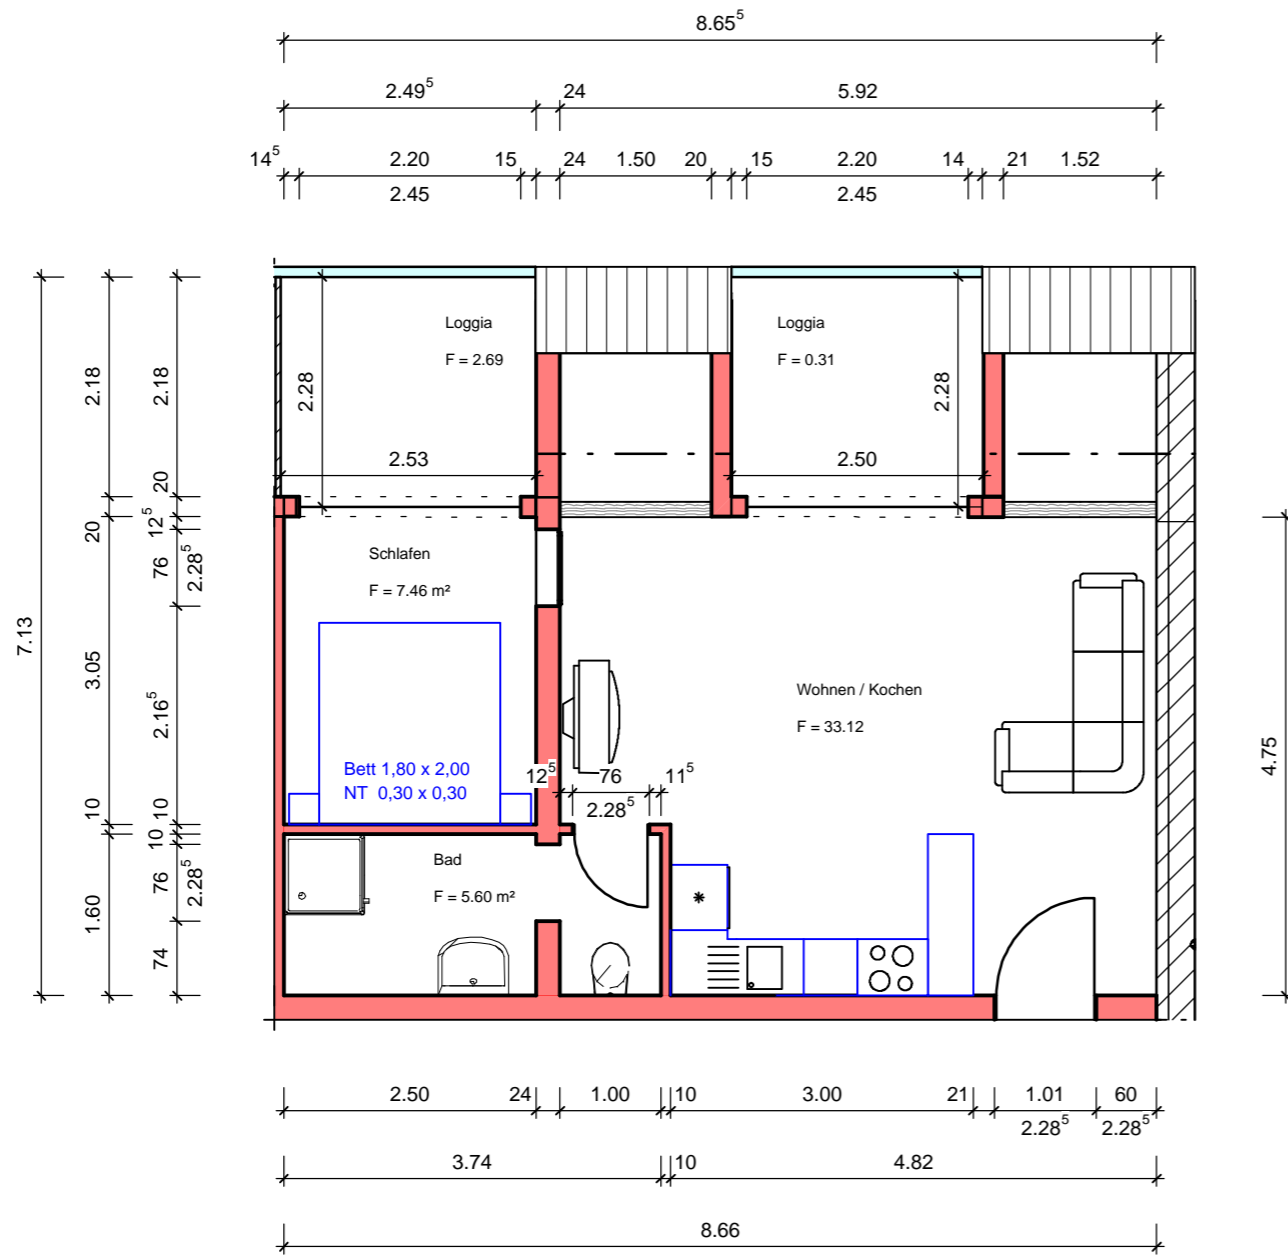 8.65⁵
2.49⁵ 24 5.92
14⁵ 2.20 15 24 1.50 20 15 2.20 14 21 1.52
2.45 2.45
Loggia
F = 2.69
Loggia
F = 0.31
2.28
2.28
2.53
2.50
7.13
2.18
20
3.05
10
1.60
2.18
20
12⁵
76
2.28⁵
2.16⁵
10
10
76
2.28⁵
74
4.75
Schlafen
F = 7.46 m²
Bett 1,80 x 2,00
NT 0,30 x 0,30
Wohnen / Kochen
F = 33.12
12⁵ 76 11⁵
2.28⁵
Bad
F = 5.60 m²
2.50 24 1.00 10 3.00 21 1.01 60
2.28⁵ 2.28⁵
3.74 10 4.82
8.66